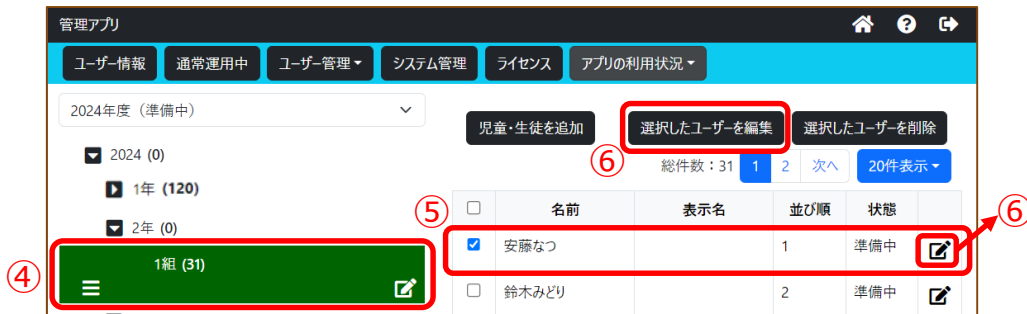 管理アプリ
ユーザー情報 通常運用中 ユーザー管理 システム管理 ライセンス アプリの利用状況
2024年度（準備中）
児童・生徒を追加 選択したユーザーを編集 選択したユーザーを削除
⑥ 総件数：31 1 2 次へ 20件表示
2024 (0)
1年 (120)
2年 (0)
④ 1組 (31)
⑤ 名前 表示名 並び順 状態 ⑥
安藤なつ 1 準備中
鈴木みどり 2 準備中